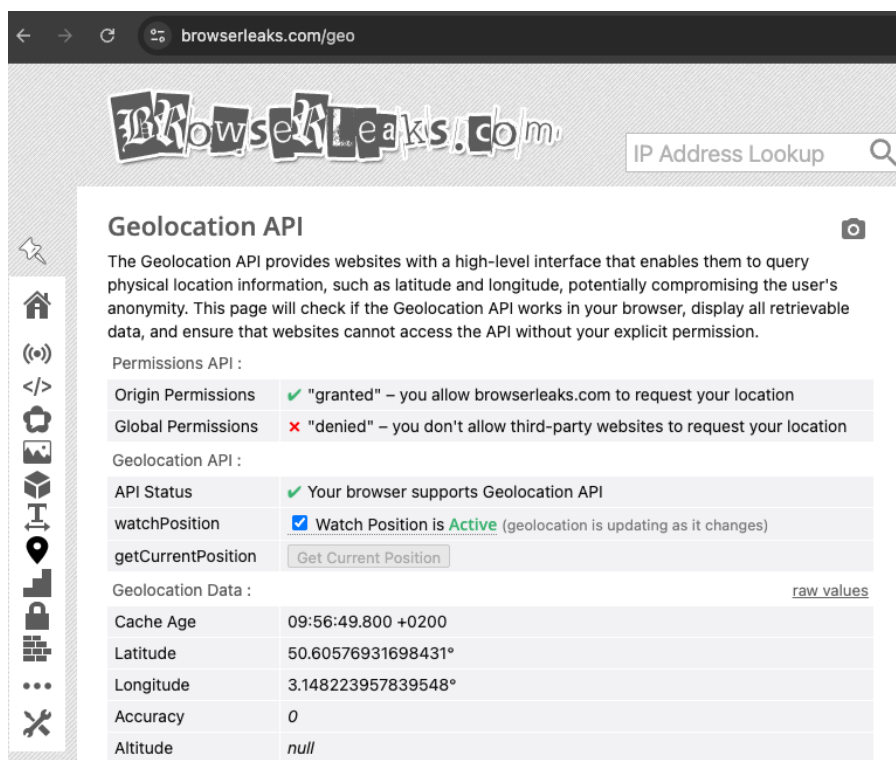 browserleaks.com/geo
BRowseRLeaks.com
IP Address Lookup
Geolocation API
The Geolocation API provides websites with a high-level interface that enables them to query
physical location information, such as latitude and longitude, potentially compromising the user's
anonymity. This page will check if the Geolocation API works in your browser, display all retrievable
data, and ensure that websites cannot access the API without your explicit permission.
Permissions API :
Origin Permissions ✔ "granted" – you allow browserleaks.com to request your location
Global Permissions × "denied" – you don't allow third-party websites to request your location
Geolocation API :
API Status ✔ Your browser supports Geolocation API
watchPosition Watch Position is Active (geolocation is updating as it changes)
getCurrentPosition Get Current Position
Geolocation Data : raw values
Cache Age 09:56:49.800 +0200
Latitude 50.60576931698431°
Longitude 3.148223957839548°
Accuracy 0
Altitude null